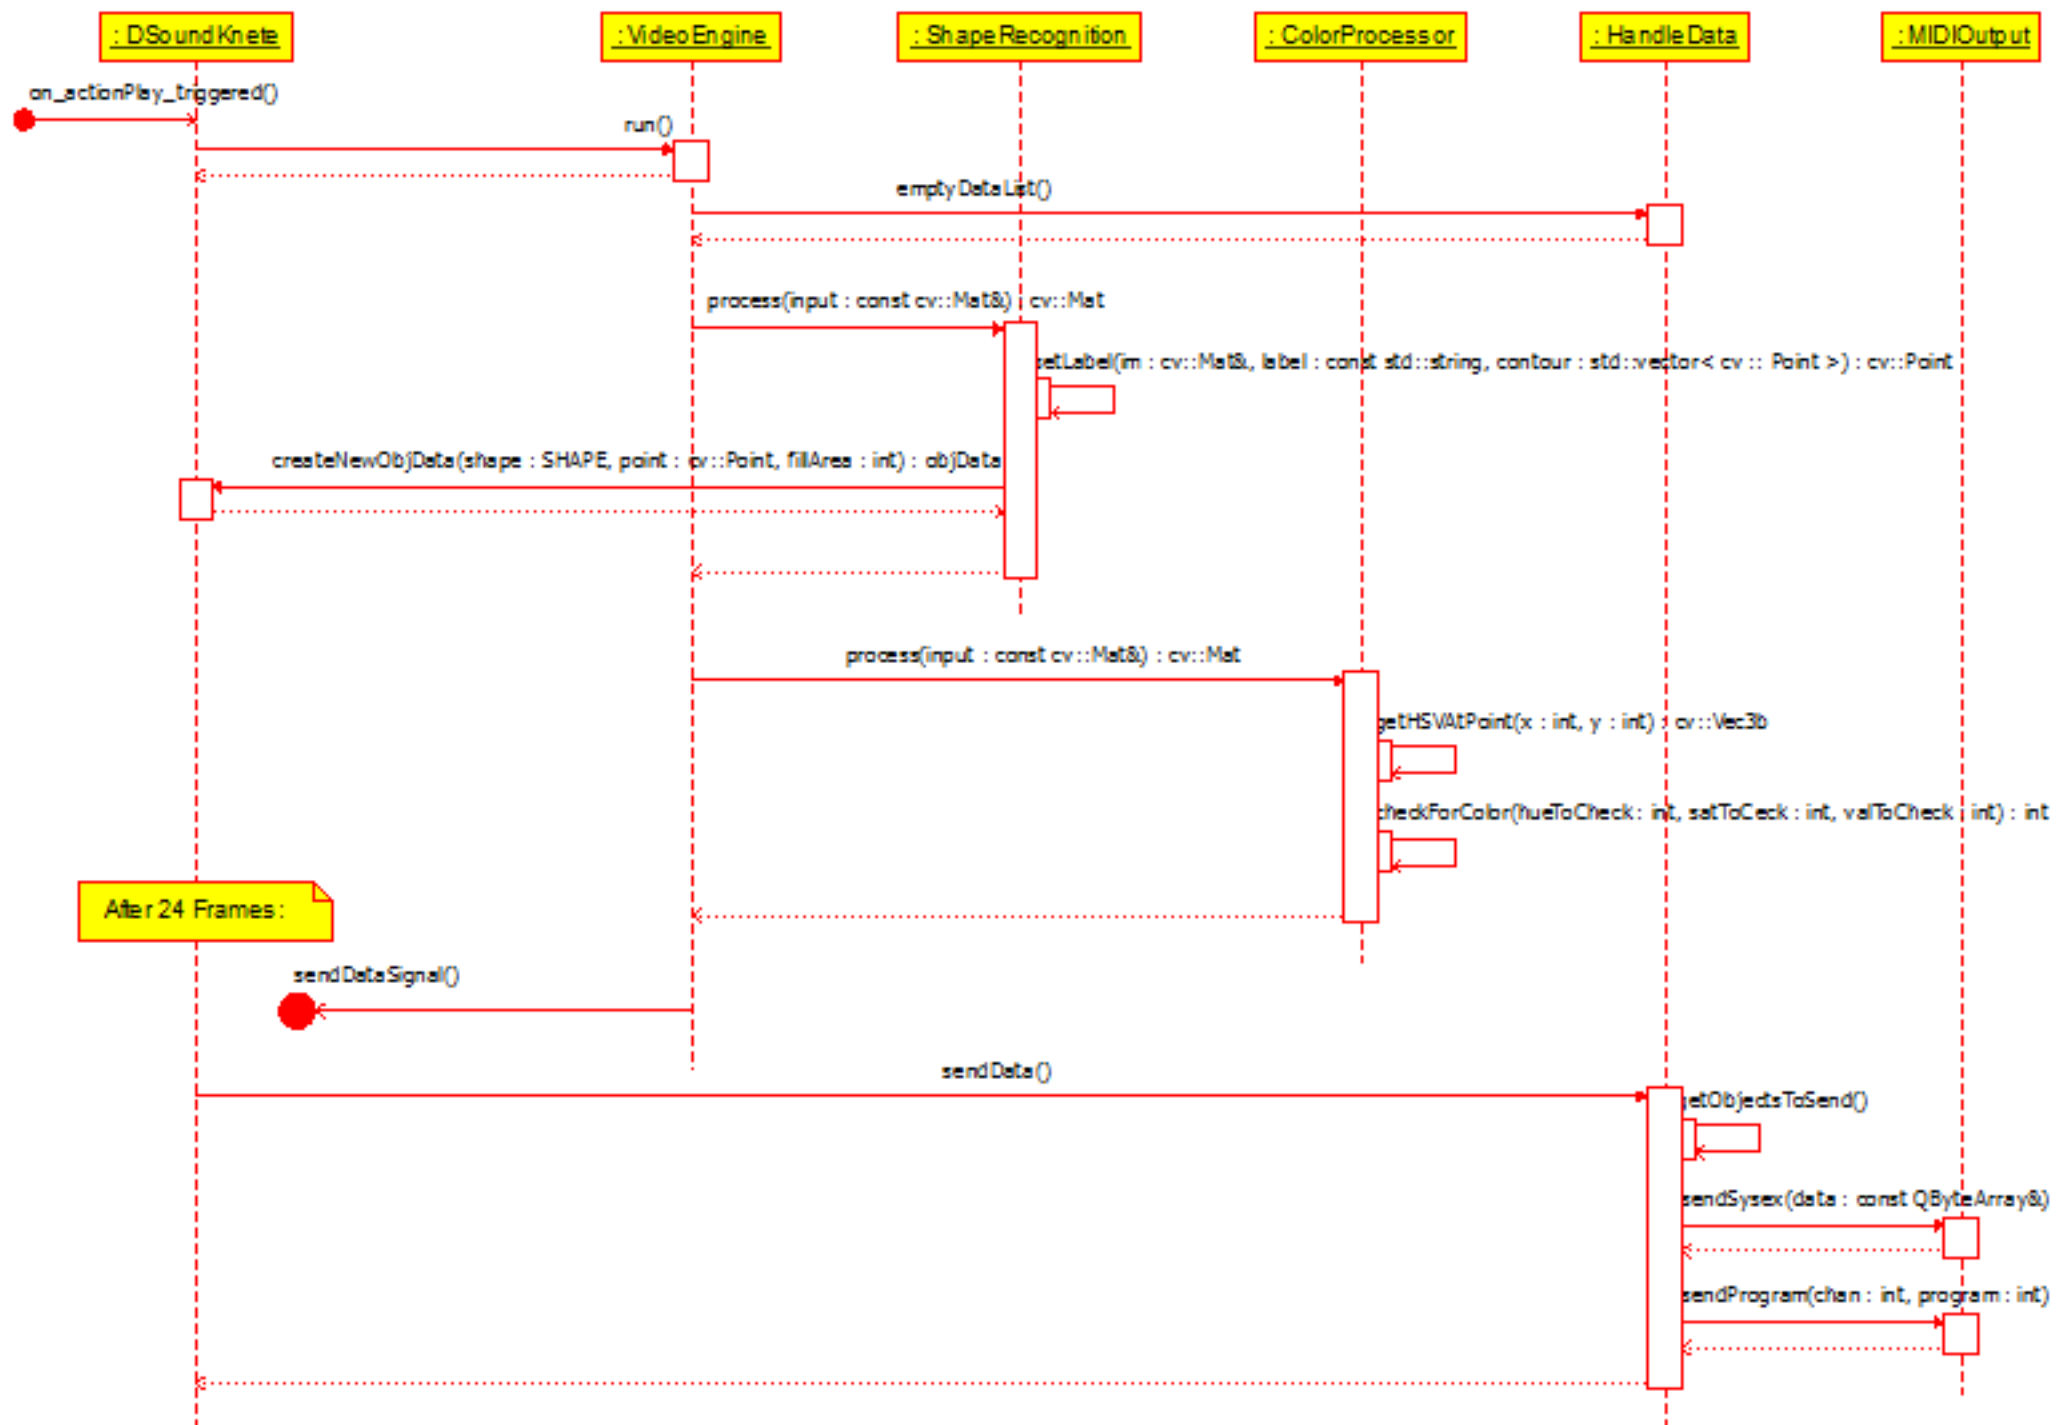 : DSoundKnete
: VideoEngine
: ShapeRecognition
: ColorProcessor
: HandleData
: MIDIOutput
on_actionPlay_triggered()
run()
emptyDataList()
process(input : const cv::Mat&) : cv::Mat
setLabel(im : cv::Mat&, label : const std::string, contour : std::vector< cv :: Point >) : cv::Point
createNewObjData(shape : SHAPE, point : cv::Point, fillArea : int) : objData
process(input : const cv::Mat&) : cv::Mat
getHSVAtPoint(x : int, y : int) : cv::Vec3b
checkForColor(hueToCheck : int, satToCeck : int, valToCheck : int) : int
After 24 Frames:
sendDataSignal()
sendData()
getObjectsToSend()
sendSysex(data : const QByteArray&)
sendProgram(chan : int, program : int)